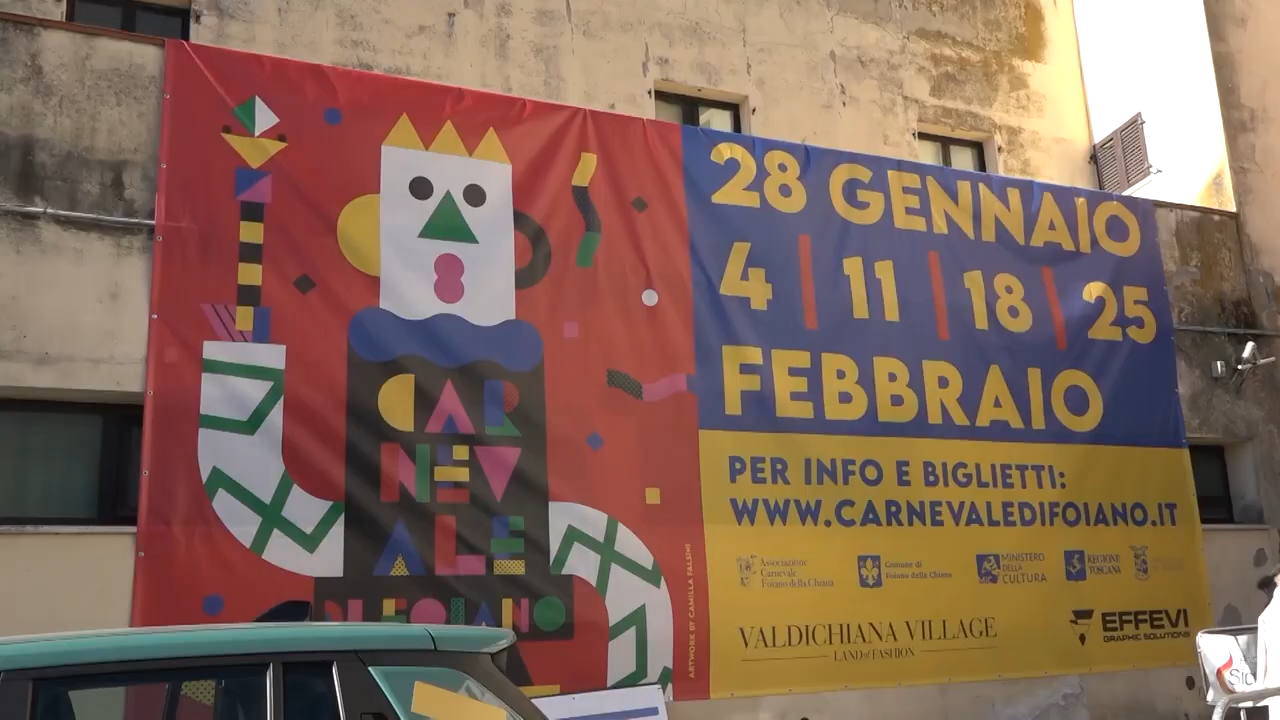 CAR
NEV
ALE
DI FOIANO
ARTWORK BY CAMILLA FALSINI
28 GENNAIO
4 | 11 | 18 | 25
FEBBRAIO
PER INFO E BIGLIETTI:
WWW.CARNEVALEDIFOIANO.IT
Associazione
Carnevale
Foiano della Chiana
Comune di
Foiano della Chiana
MINISTERO
DELLA
CULTURA
REGIONE
TOSCANA
VALDICHIANA VILLAGE
LAND of FASHION
EFFEVI
GRAPHIC SOLUTIONS